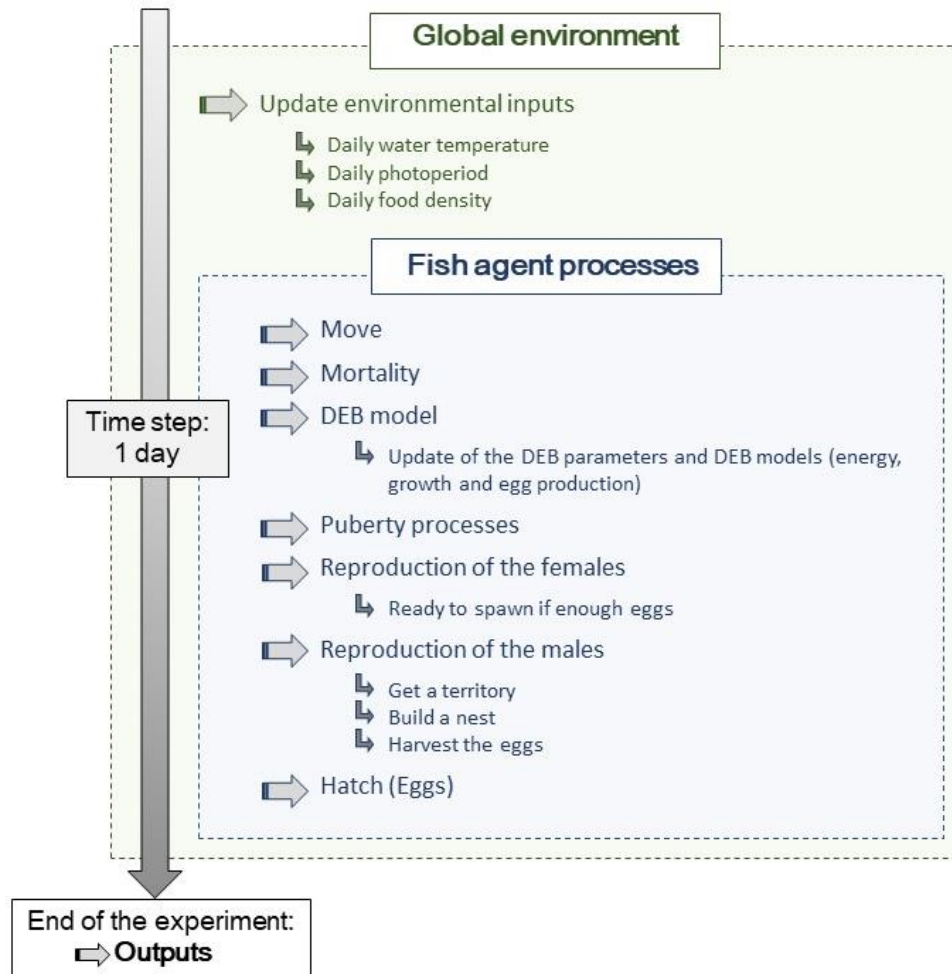 Global environment
Update environmental inputs
Daily water temperature
Daily photoperiod
Daily food density
Fish agent processes
Move
Mortality
Time step:
1 day
DEB model
Update of the DEB parameters and DEB models (energy,
growth and egg production)
Puberty processes
Reproduction of the females
Ready to spawn if enough eggs
Reproduction of the males
Get a territory
Build a nest
Harvest the eggs
Hatch (Eggs)
End of the experiment:
Outputs